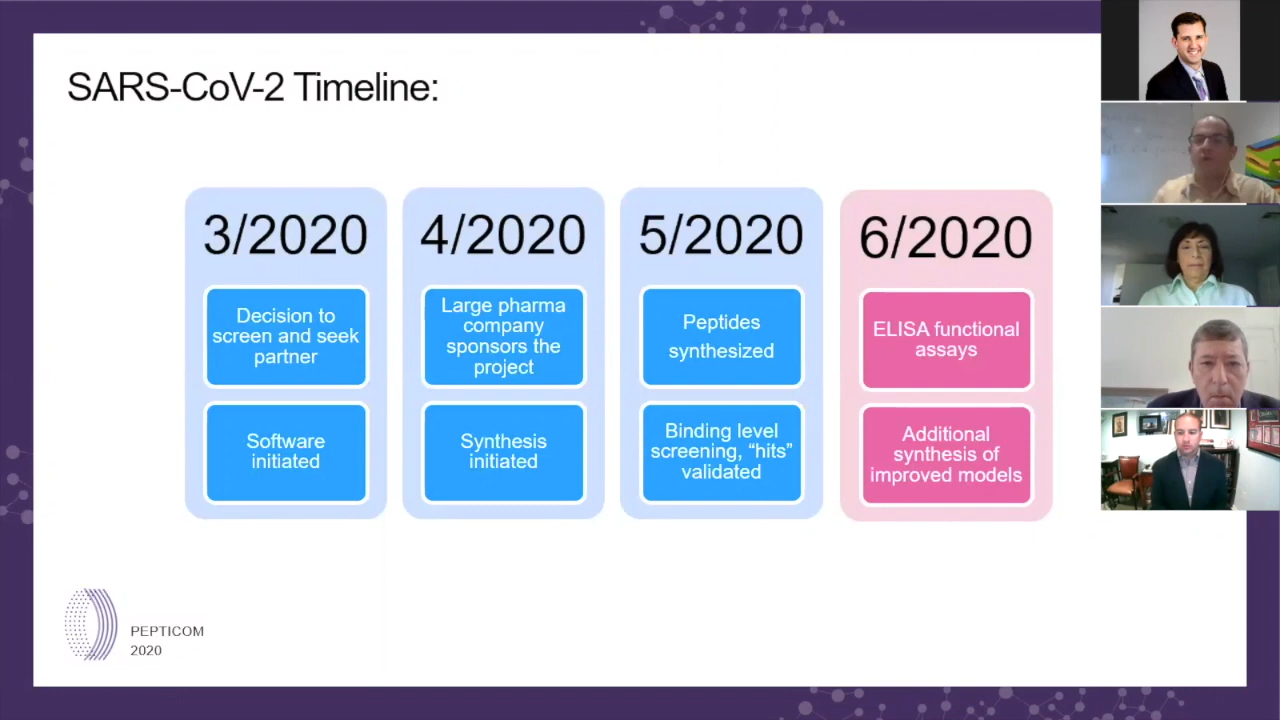 SARS-CoV-2 Timeline:
3/2020
Decision to
screen and seek
partner
Software
initiated
4/2020
Large pharma
company
sponsors the
project
Synthesis
initiated
5/2020
Peptides
synthesized
Binding level
screening, “hits”
validated
6/2020
ELISA functional
assays
Additional
synthesis of
improved models
PEPTICOM
2020